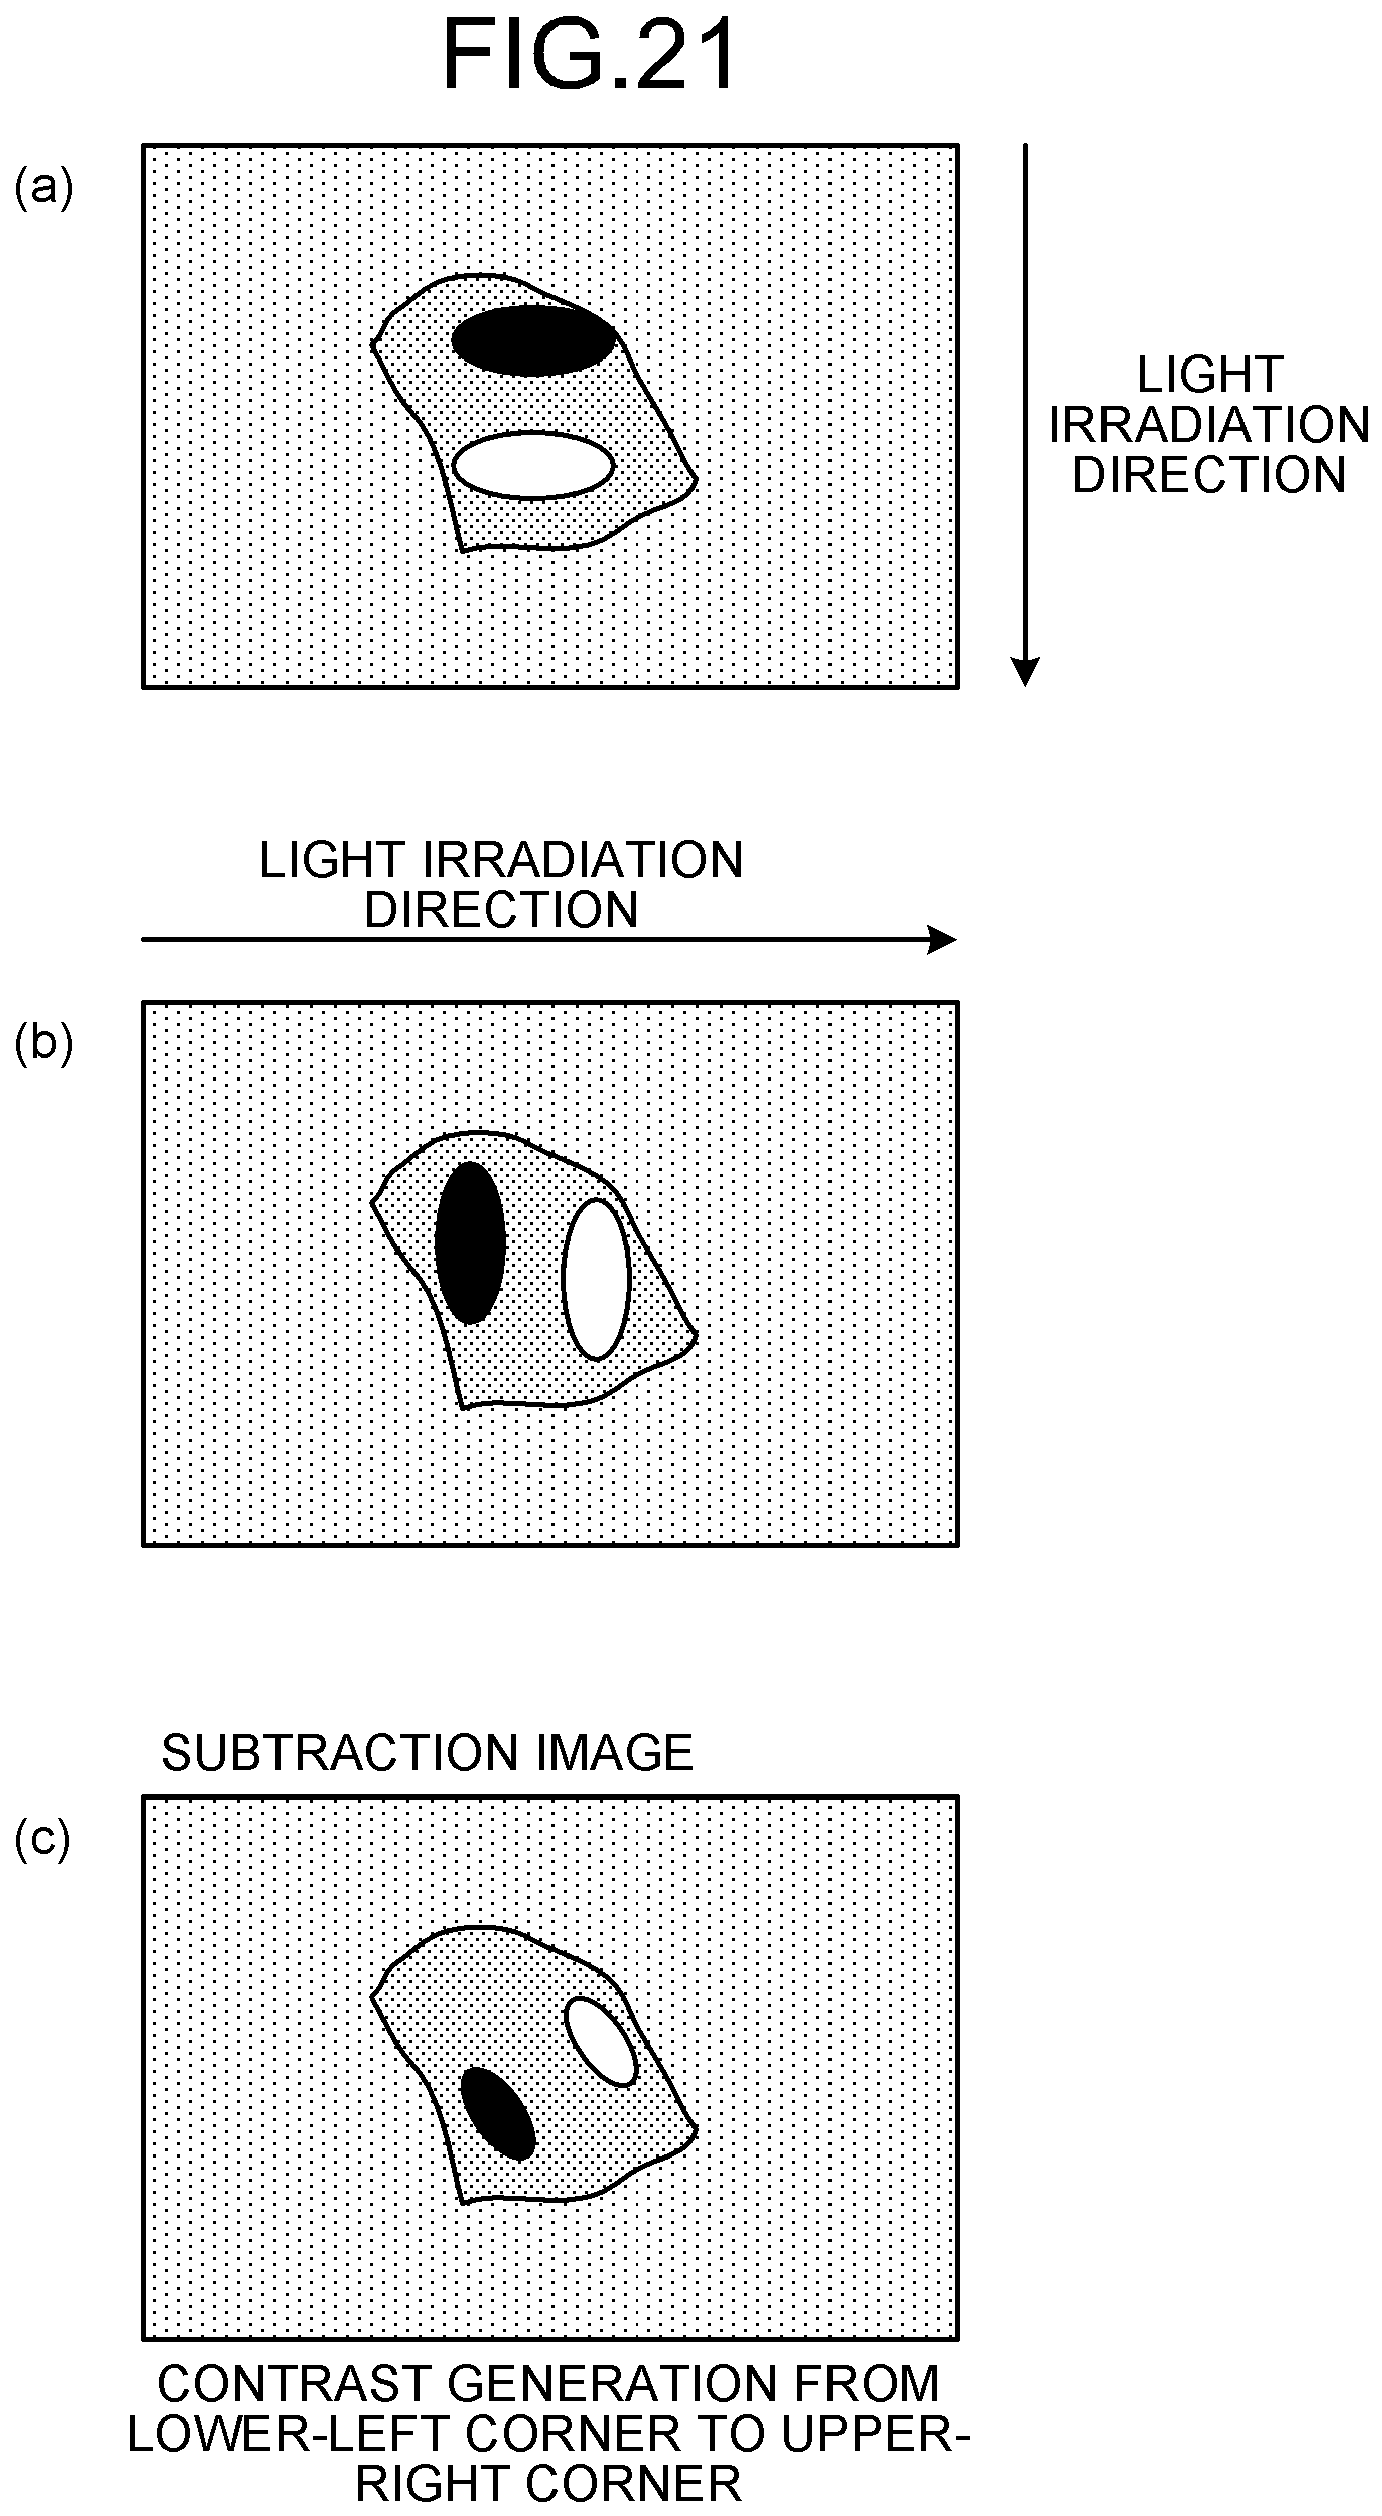 FIG.21
(a)
LIGHT
IRRADIATION
DIRECTION
LIGHT IRRADIATION
DIRECTION
(b)
SUBTRACTION IMAGE
(c)
CONTRAST GENERATION FROM
LOWER-LEFT CORNER TO UPPER-
RIGHT CORNER